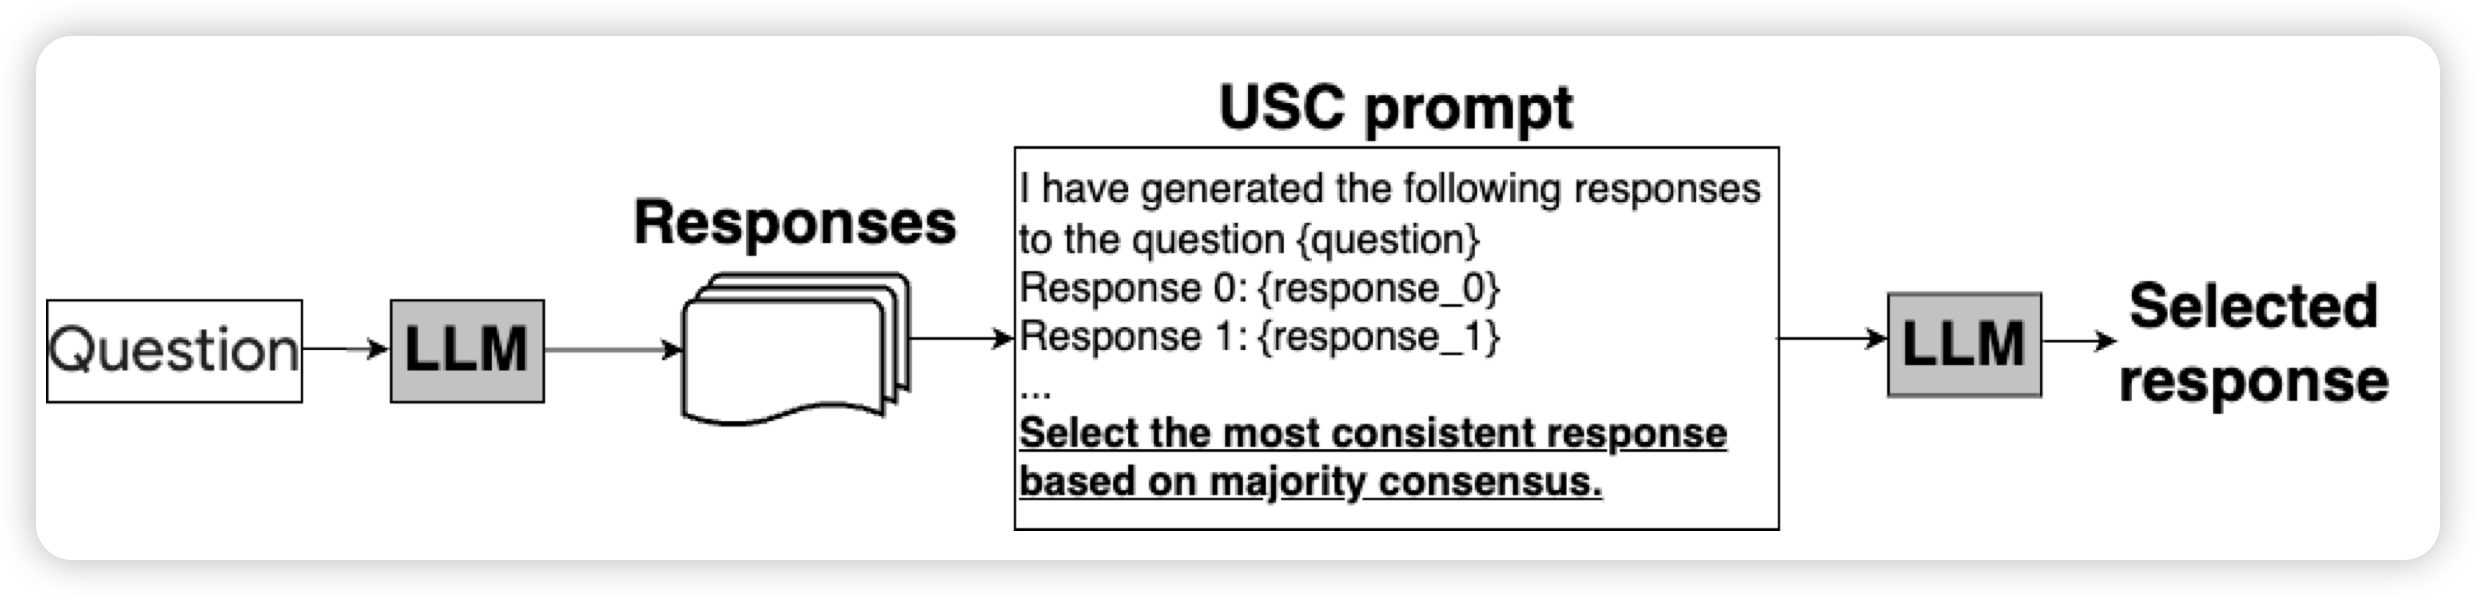 Question
LLM
Responses
USC prompt
I have generated the following responses
to the question {question}
Response 0: {response_0}
Response 1: {response_1}
...
Select the most consistent response
based on majority consensus.
LLM
Selected
response